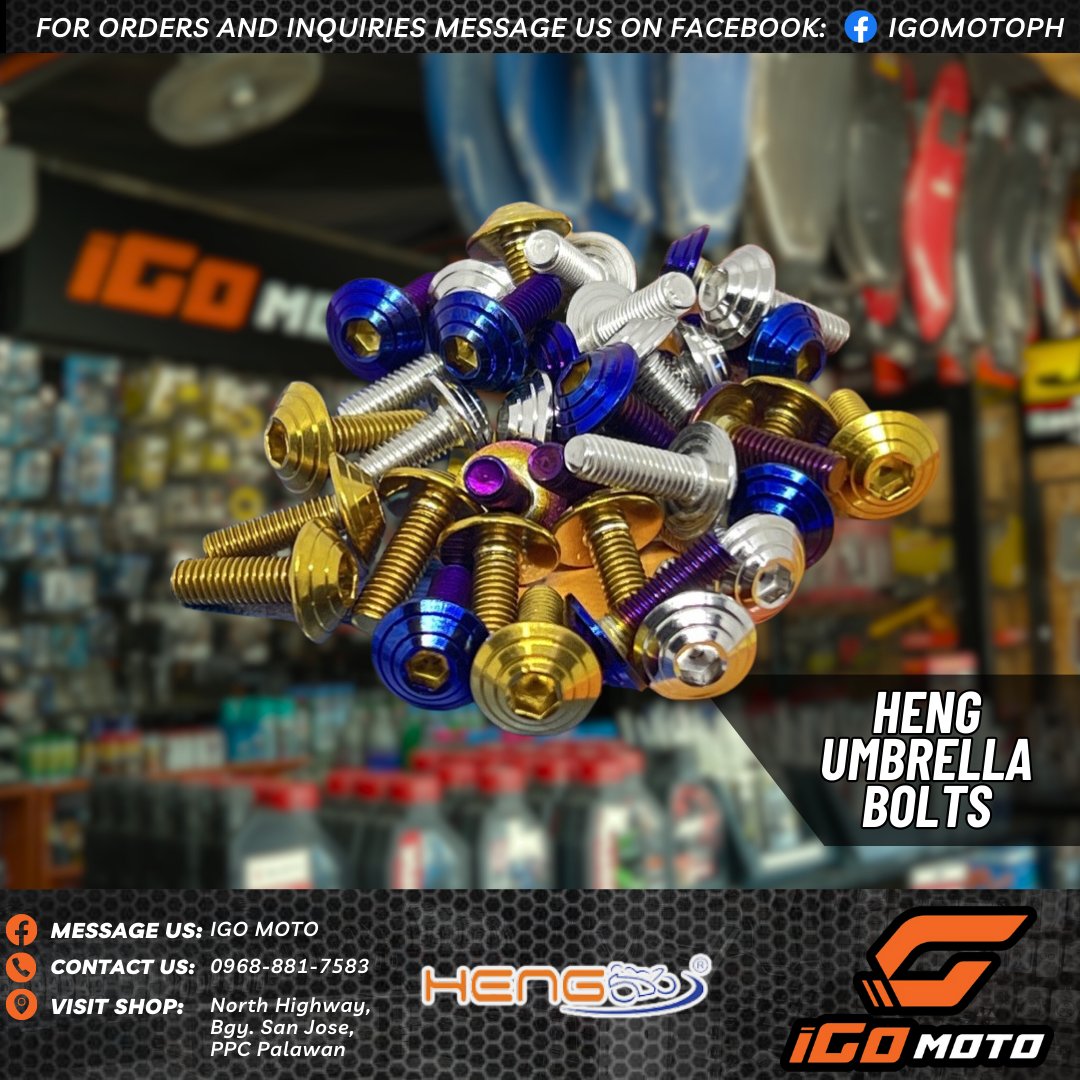 FOR ORDERS AND INQUIRIES MESSAGE US ON FACEBOOK: IGOMOTOPH
iGO MO
HENG
UMBRELLA
BOLTS
MESSAGE US: IGO MOTO
CONTACT US: 0968-881-7583
VISIT SHOP: North Highway,
Bgy. San Jose,
PPC Palawan
HENG®
iGO MOTO